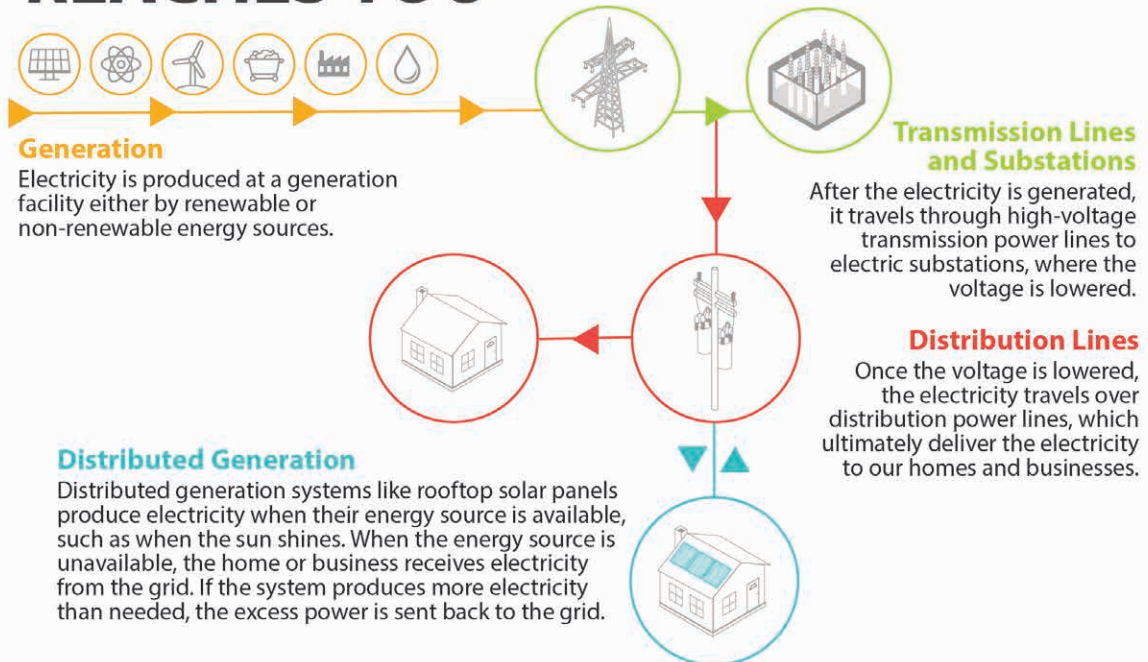 REACHES YOU
Generation
Electricity is produced at a generation
facility either by renewable or
non-renewable energy sources.
Transmission Lines
and Substations
After the electricity is generated,
it travels through high-voltage
transmission power lines to
electric substations, where the
voltage is lowered.
Distribution Lines
Once the voltage is lowered,
the electricity travels over
distribution power lines, which
ultimately deliver the electricity
to our homes and businesses.
Distributed Generation
Distributed generation systems like rooftop solar panels
produce electricity when their energy source is available,
such as when the sun shines. When the energy source is
unavailable, the home or business receives electricity
from the grid. If the system produces more electricity
than needed, the excess power is sent back to the grid.